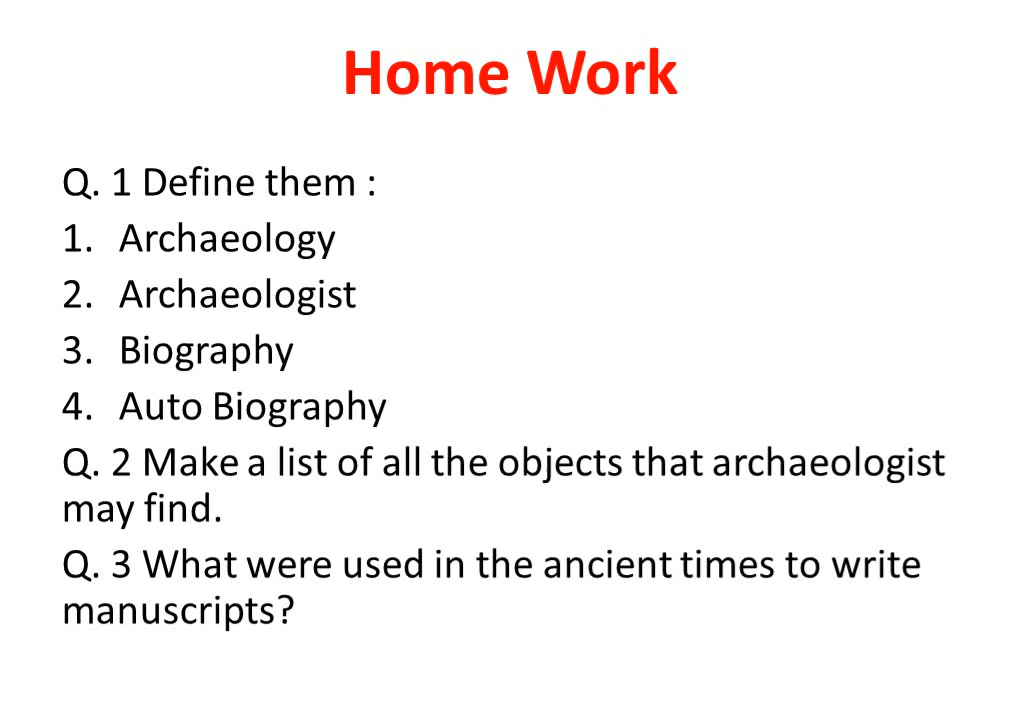 Home Work
Q. 1 Define them :
1. Archaeology
2. Archaeologist
3. Biography
4. Auto Biography
Q. 2 Make a list of all the objects that archaeologist
may find.
Q. 3 What were used in the ancient times to write
manuscripts?